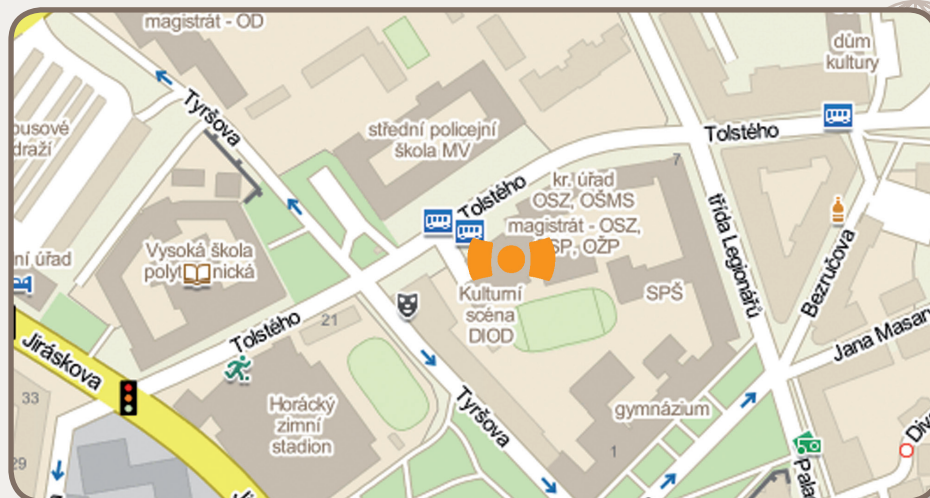 magistrát - OD
dům
kultury
Tyršova
busové
draží
střední policejní
škola MV
Tolstého
7
kr. úřad
OSZ, OŠMS
Tolstého
magistrát - OSZ,
SP, OŽP
třída Legionářů
Bezručova
Vysoká škola
ní úřad
Kulturní
scéna
DIOD
SPŠ
21
Tolstého
Jiráskova
Jana Masar
33
Horácký
zimní
stadion
Tyršova
gymnázium
1
29
Pala
Div